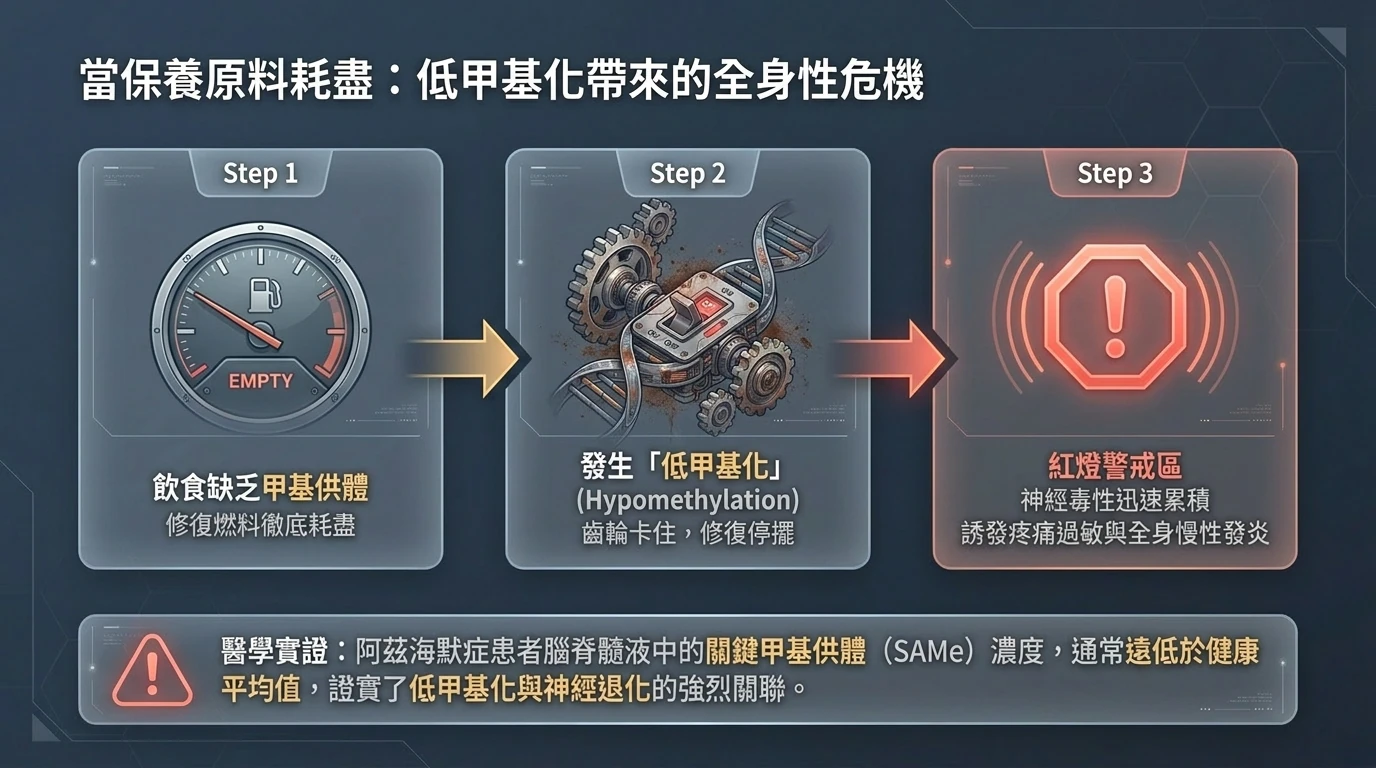 當保養原料耗盡：低甲基化帶來的全身性危機
Step 1
EMPTY
飲食缺乏甲基供體
修復燃料徹底耗盡
Step 2
發生「低甲基化」
(Hypomethylation)
齒輪卡住，修復停擺
Step 3
紅燈警戒區
神經毒性迅速累積
誘發疼痛過敏與全身慢性發炎
醫學實證：阿茲海默症患者腦脊髓液中的關鍵甲基供體（SAMe）濃度，通常遠低於健康
平均值，證實了低甲基化與神經退化的強烈關聯。